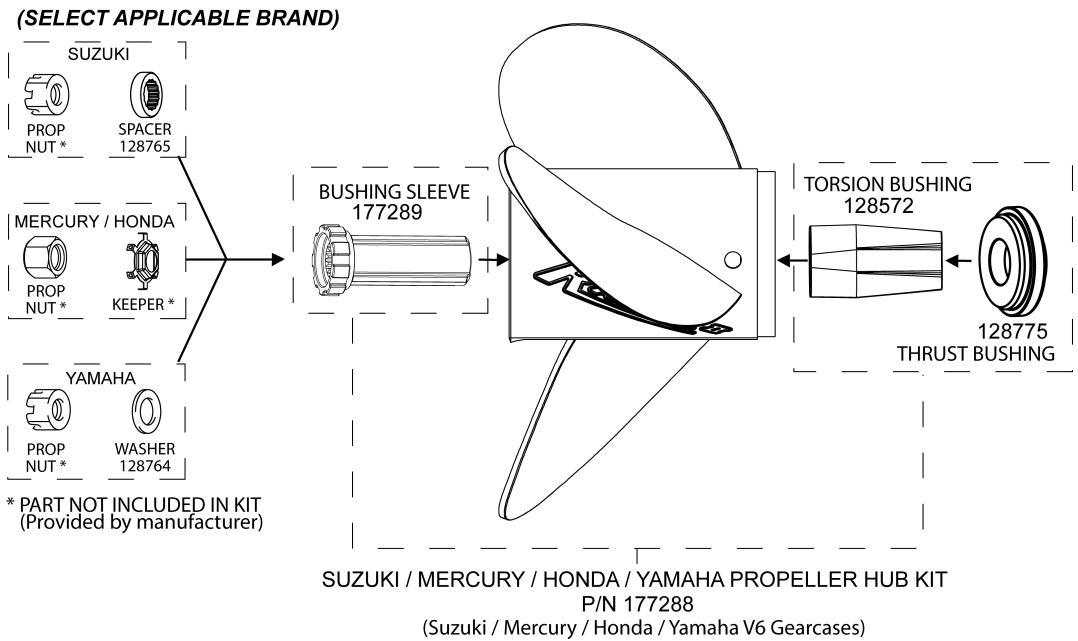 (SELECT APPLICABLE BRAND)
SUZUKI
PROP
NUT *
SPACER
128765
MERCURY / HONDA
PROP
NUT *
KEEPER *
YAMAHA
PROP
NUT *
WASHER
128764
* PART NOT INCLUDED IN KIT
(Provided by manufacturer)
BUSHING SLEEVE
177289
TORSION BUSHING
128572
128775
THRUST BUSHING
SUZUKI / MERCURY / HONDA / YAMAHA PROPELLER HUB KIT
P/N 177288
(Suzuki / Mercury / Honda / Yamaha V6 Gearcases)